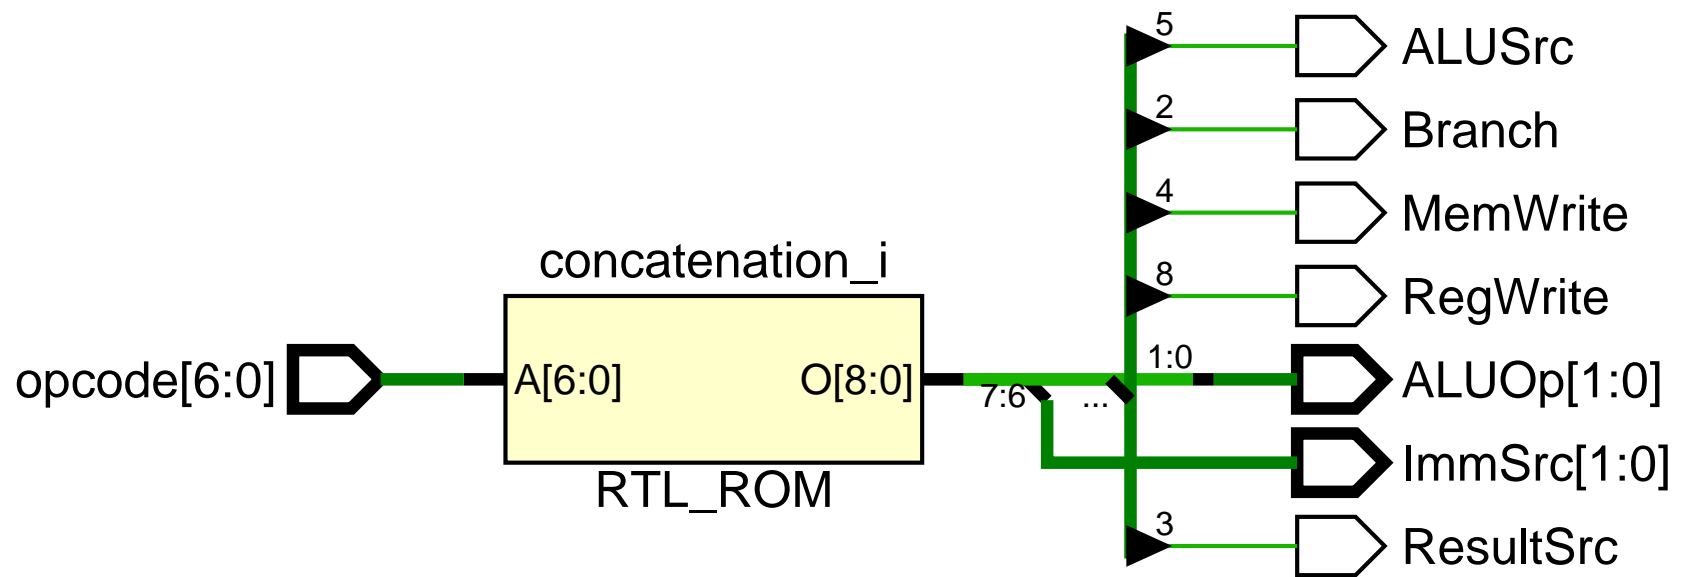 5
ALUSrc
2
Branch
4
MemWrite
concatenation_i
8
RegWrite
opcode[6:0]
A[6:0]
O[8:0]
7:6
...
1:0
ALUOp[1:0]
ImmSrc[1:0]
RTL_ROM
3
ResultSrc